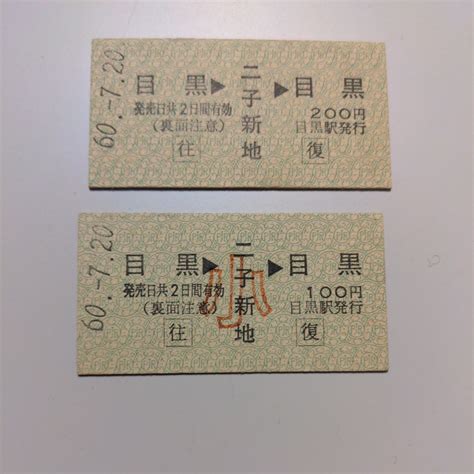 60.-7.20
目黒▶二子新地▶目黒
発売日共2日間有効
200円
(裏面注意)
目黒駅発行
往
復
60.-7.20
目黒▶二子新地▶目黒
小
発売日共2日間有効
100円
(裏面注意)
目黒駅発行
往
復